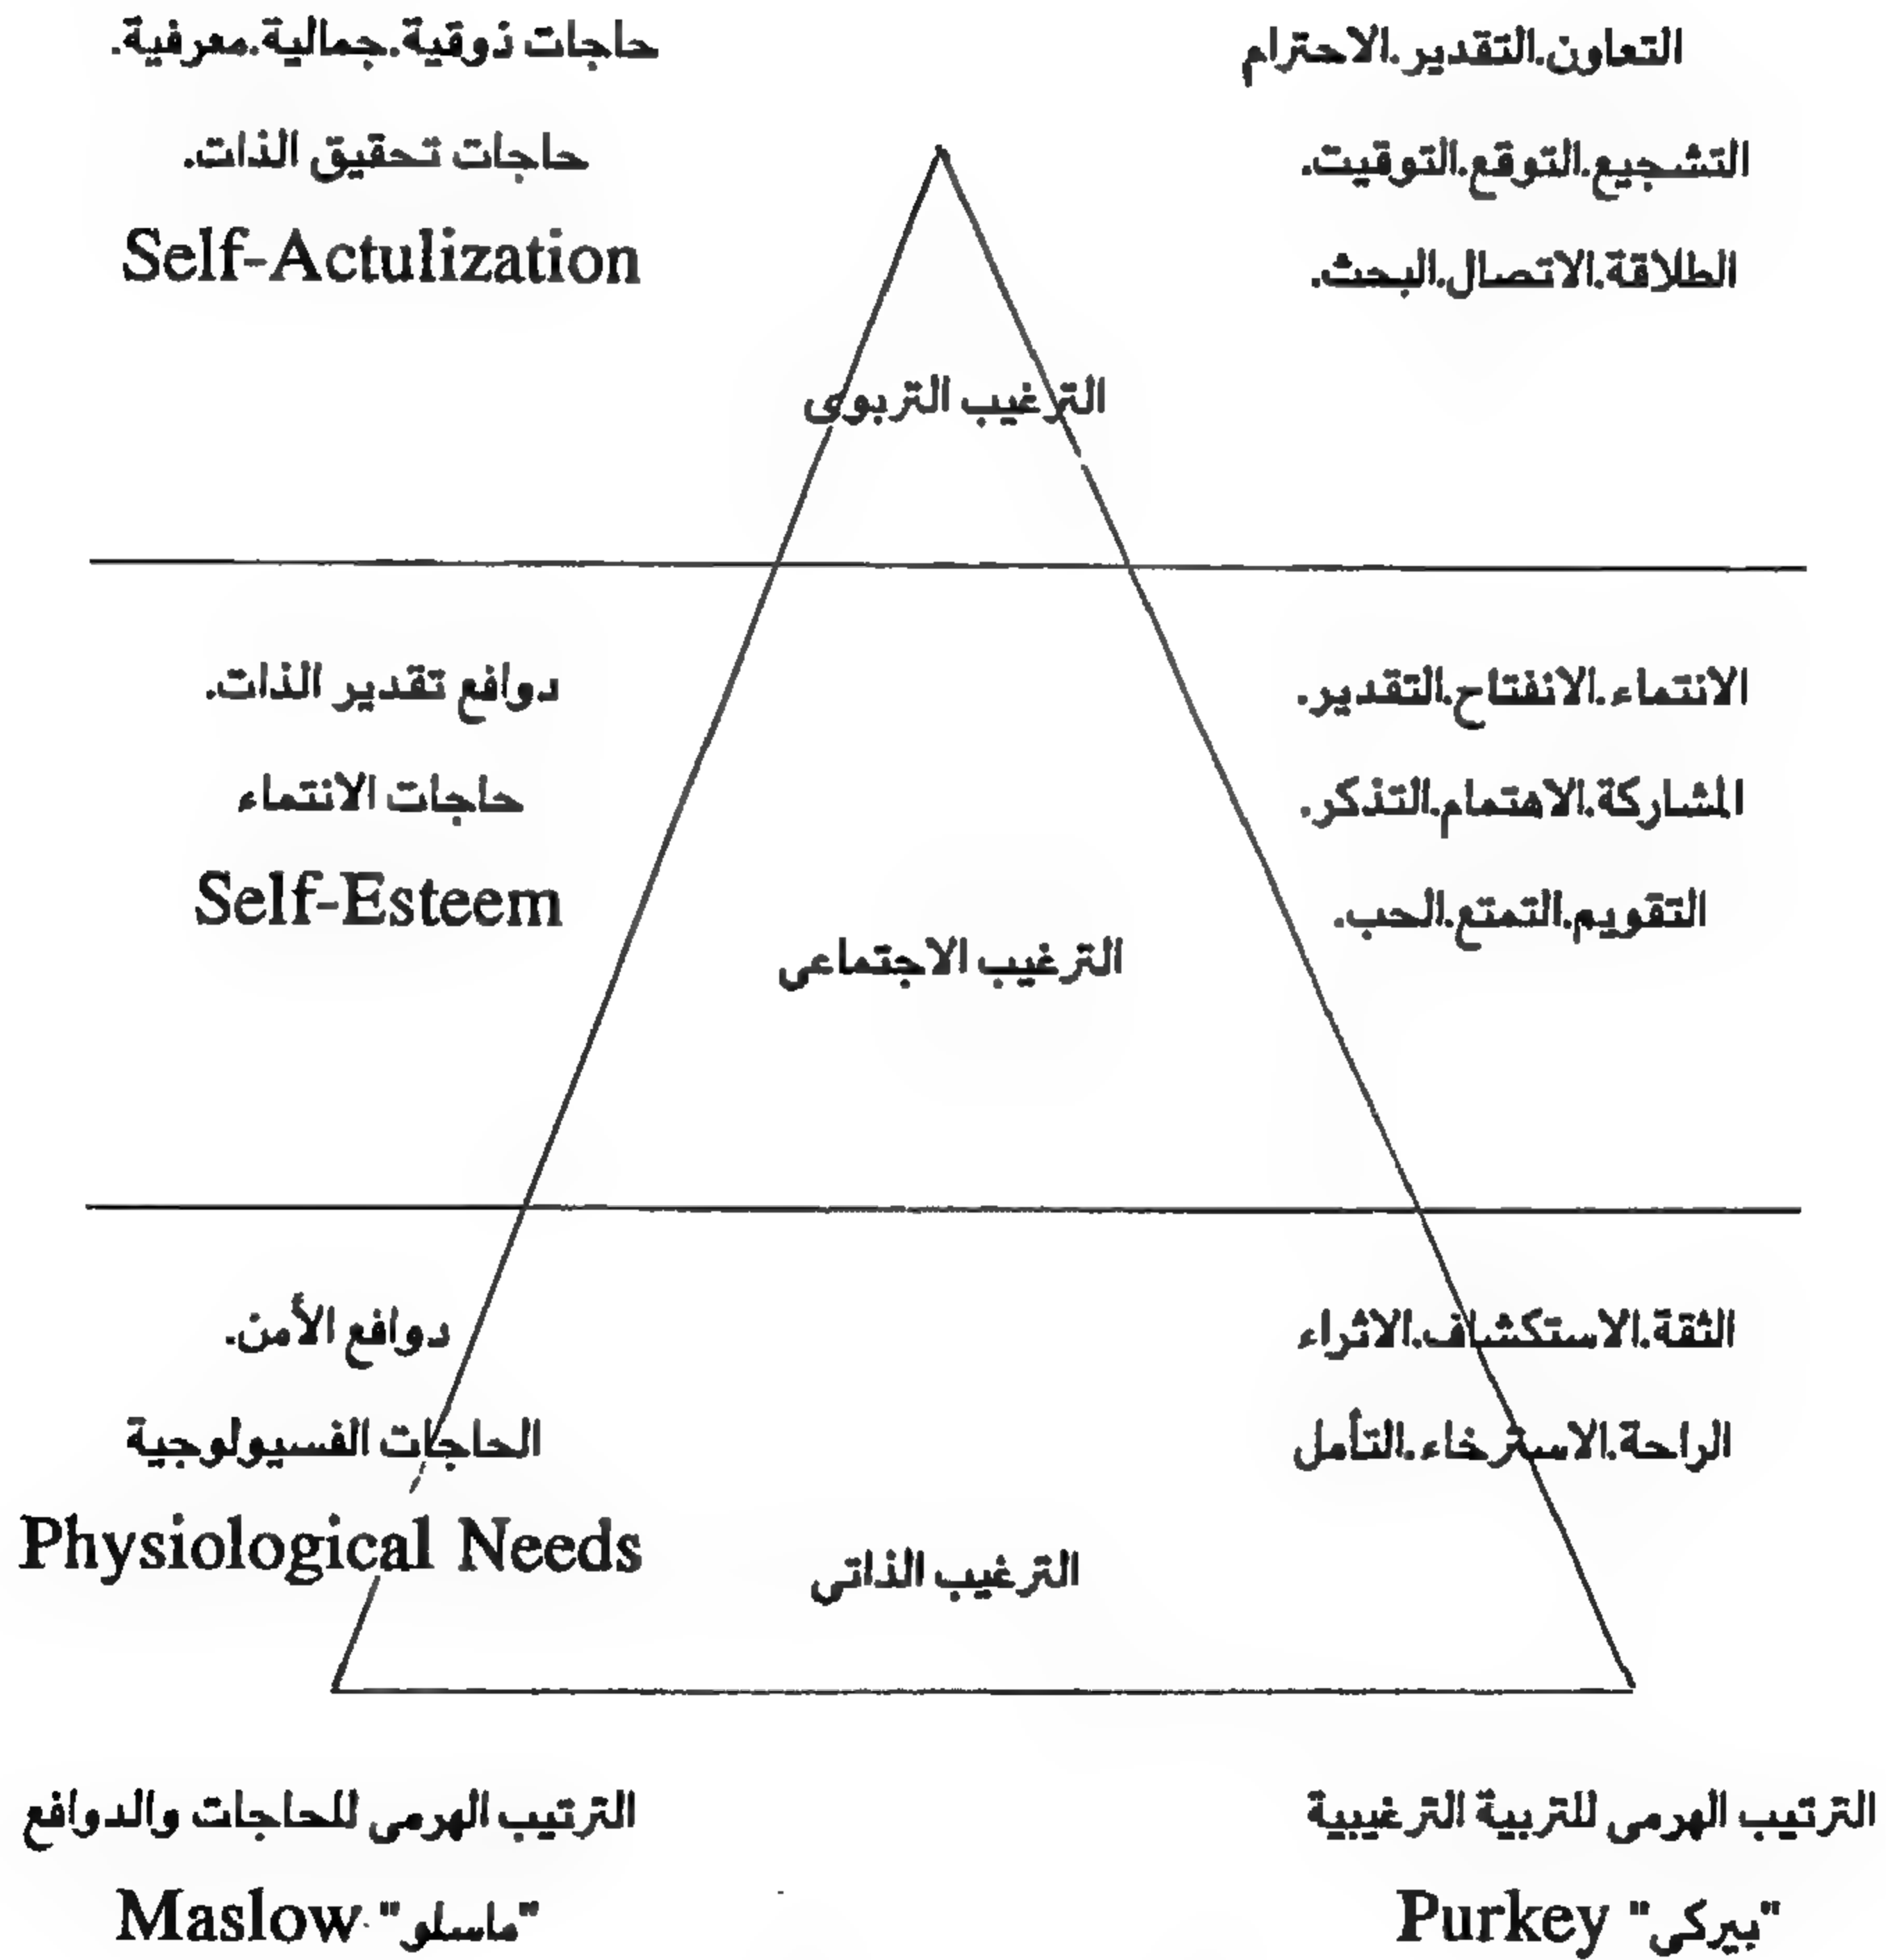 التعاون.التقدير.الاحترام
حاجات ذوقية.جمالية.معرفية.
التشجيع.التوقع.التوقيت.
حاجات تحقيق الذات.
الطلاقة.الاتصال.البحث.
Self-Actulization
الترغيب التربوى
الانتماء.الانفتاح.التقدير.
دوافع تقدير الذات.
المشاركة.الاهتمام.التذكر.
حاجات الانتماء
التقويم.التمتع.الحب.
Self-Esteem
الترغيب الاجتماعى
الثقة.الاستكشاف.الاثراء
دوافع الأمن.
الراحة.الاسترخاء.التأمل
الحاجات الفسيولوجية
Physiological Needs
الترغيب الذاتى
الترتيب الهرمى للتربية الترغيبية
الترتيب الهرمى للحاجات والدوافع
"بيركى" Purkey
"ماسلو" Maslow